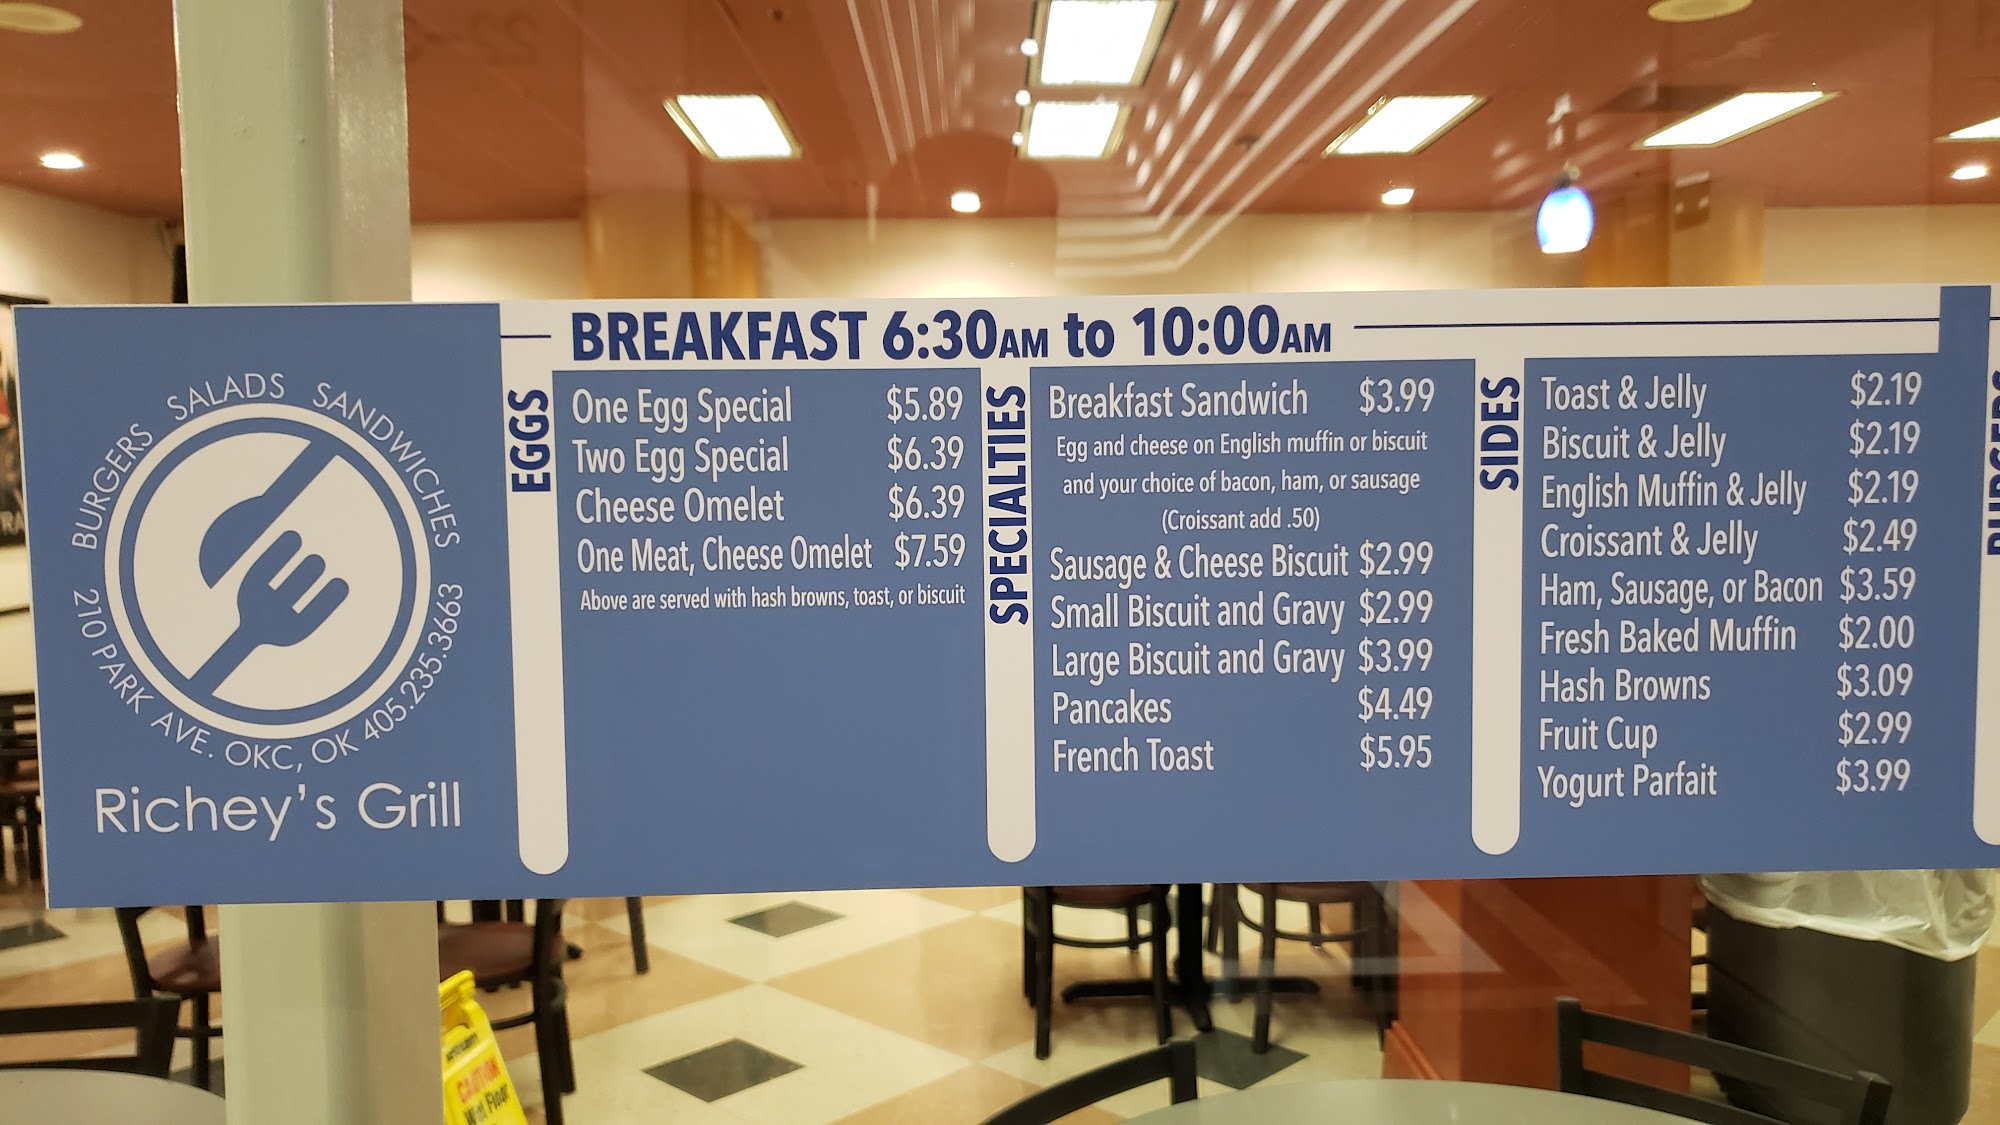 BURGERS SALADS SANDWICHES
210 PARK AVE. OKC, OK 405.235.3663
Richey's Grill
BREAKFAST 6:30AM to 10:00AM
EGGS
One Egg Special $5.89
Two Egg Special $6.39
Cheese Omelet $6.39
One Meat, Cheese Omelet $7.59
Above are served with hash browns, toast, or biscuit
SPECIALTIES
Breakfast Sandwich $3.99
Egg and cheese on English muffin or biscuit
and your choice of bacon, ham, or sausage
(Croissant add .50)
Sausage & Cheese Biscuit $2.99
Small Biscuit and Gravy $2.99
Large Biscuit and Gravy $3.99
Pancakes $4.49
French Toast $5.95
SIDES
Toast & Jelly $2.19
Biscuit & Jelly $2.19
English Muffin & Jelly $2.19
Croissant & Jelly $2.49
Ham, Sausage, or Bacon $3.59
Fresh Baked Muffin $2.00
Hash Browns $3.09
Fruit Cup $2.99
Yogurt Parfait $3.99
BURGERS
CAUTION
Wet Floor